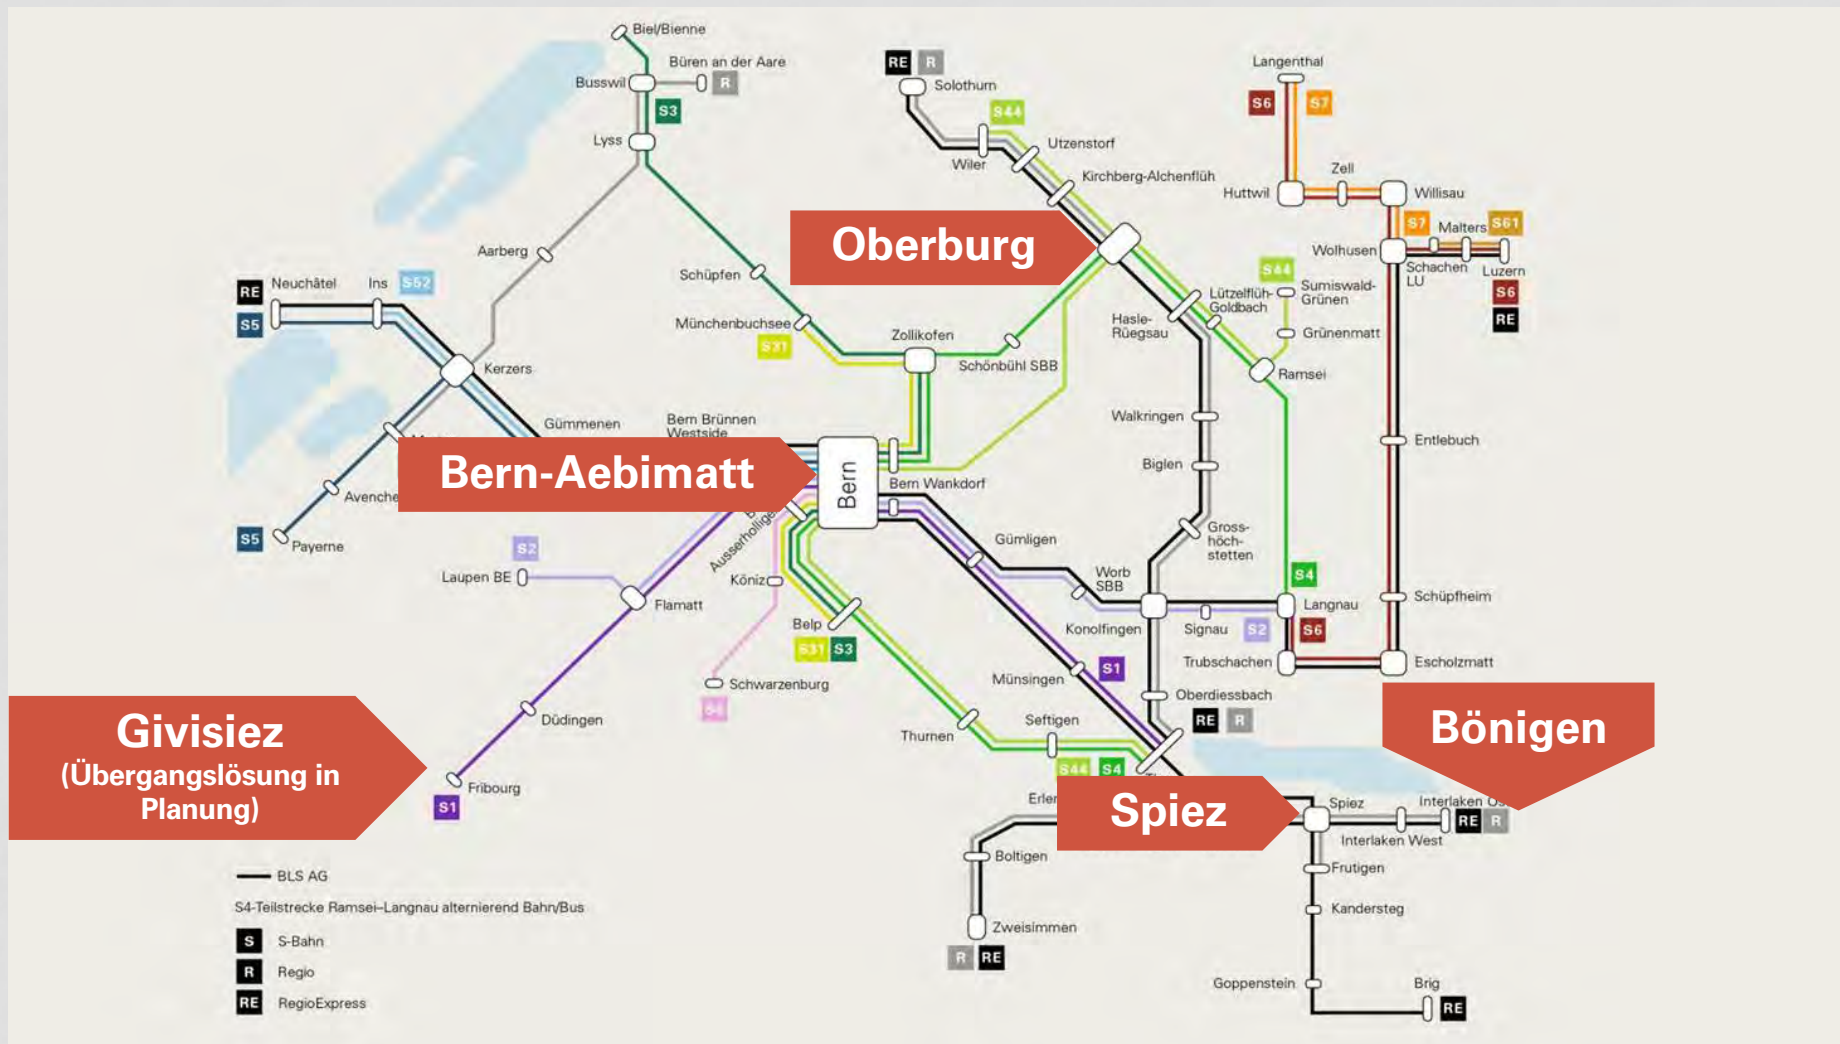 Biel/Bienne
Büren an der Aare
Busswil
R
S3
Lyss
RE R
Solothurn
S44
Utzenstorf
Wiler
Kirchberg-Alchenflüh
Langenthal
S6 S7
Zell
Huttwil
Willisau
S7
Malters
S61
Wolhusen
Schachen
LU
Luzern
S6
RE
Aarberg
Schüpfen
Oberburg
RE
Neuchâtel
Ins
S52
S5
Münchenbuchsee
S31
Zollikofen
Schönbühl SBB
Hasle-
Rüegsau
Lützelflüh-
Goldbach
S44
Sumiswald-
Grünen
Grünenmatt
Ramsei
Kerzers
Gümmenen
Bern Brünnen
Westside
Walkringen
Entlebuch
Bern-Aebimatt
Bern
Biglen
Bern Wankdorf
S5
Payerne
Gross-
höch-
stetten
Gümligen
S2
Laupen BE
Flamatt
Köniz
Worb
SBB
S4
Langnau
Schüpfheim
Belp
S31 S3
Konolfingen
Signau
S2
S6
Trubschachen
Escholzmatt
Schwarzenburg
Münsingen
S1
Oberdiessbach
RE R
Düdingen
Thurnen
Seftigen
S44 S4
Givisiez
(Übergangslösung in
Planung)
Fribourg
S1
Bönigen
Spiez
Spiez
Interlaken
RE R
Interlaken West
Boltigen
Frutigen
Kandersteg
Zweisimmen
R RE
Goppenstein
Brig
RE
BLS AG
S4-Teilstrecke Ramsei–Langnau alternierend Bahn/Bus
S S-Bahn
R Regio
RE RegioExpress